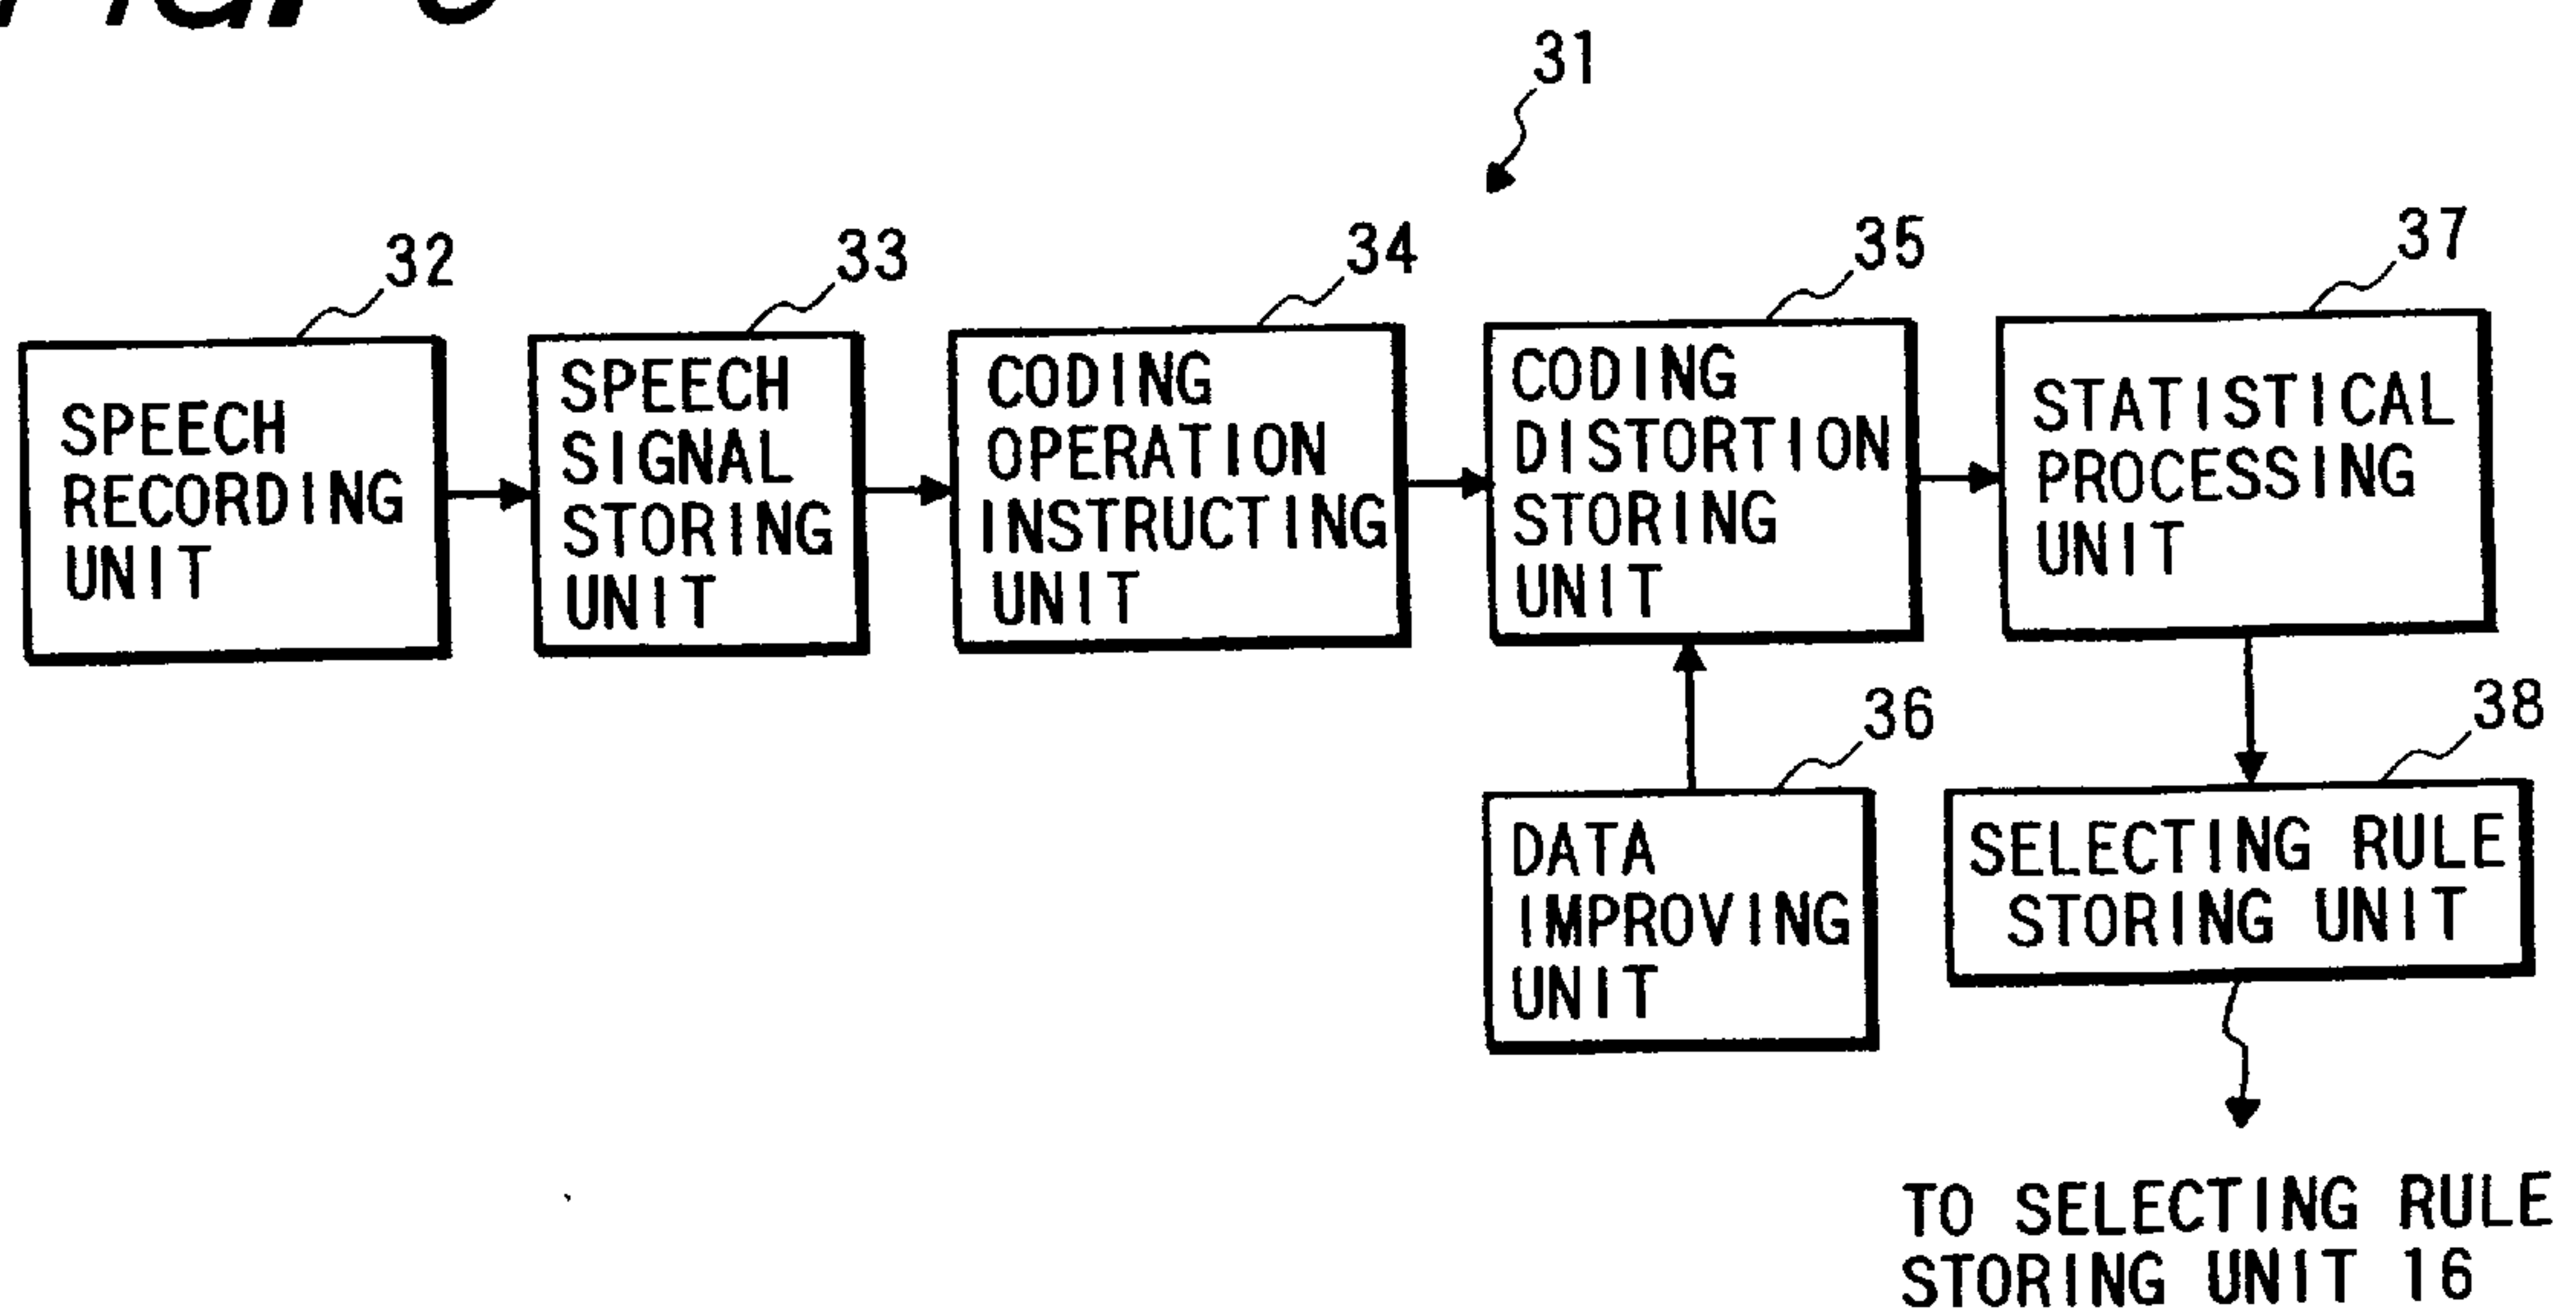 31
32
33
34
35
37
SPEECH
RECORDING
UNIT
SPEECH
SIGNAL
STORING
UNIT
CODING
OPERATION
INSTRUCTING
UNIT
CODING
DISTORTION
STORING
UNIT
STATISTICAL
PROCESSING
UNIT
36
38
DATA
IMPROVING
UNIT
SELECTING RULE
STORING UNIT
TO SELECTING RULE
STORING UNIT 16